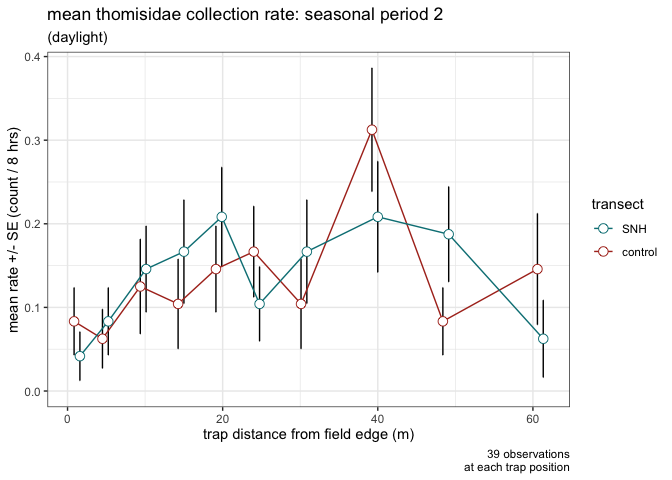 mean thomisidae collection rate: seasonal period 2
(daylight)
mean rate +/- SE (count / 8 hrs)
0.4
0.3
0.2
0.1
0.0
0
20
40
60
trap distance from field edge (m)
transect
SNH
control
39 observations
at each trap position